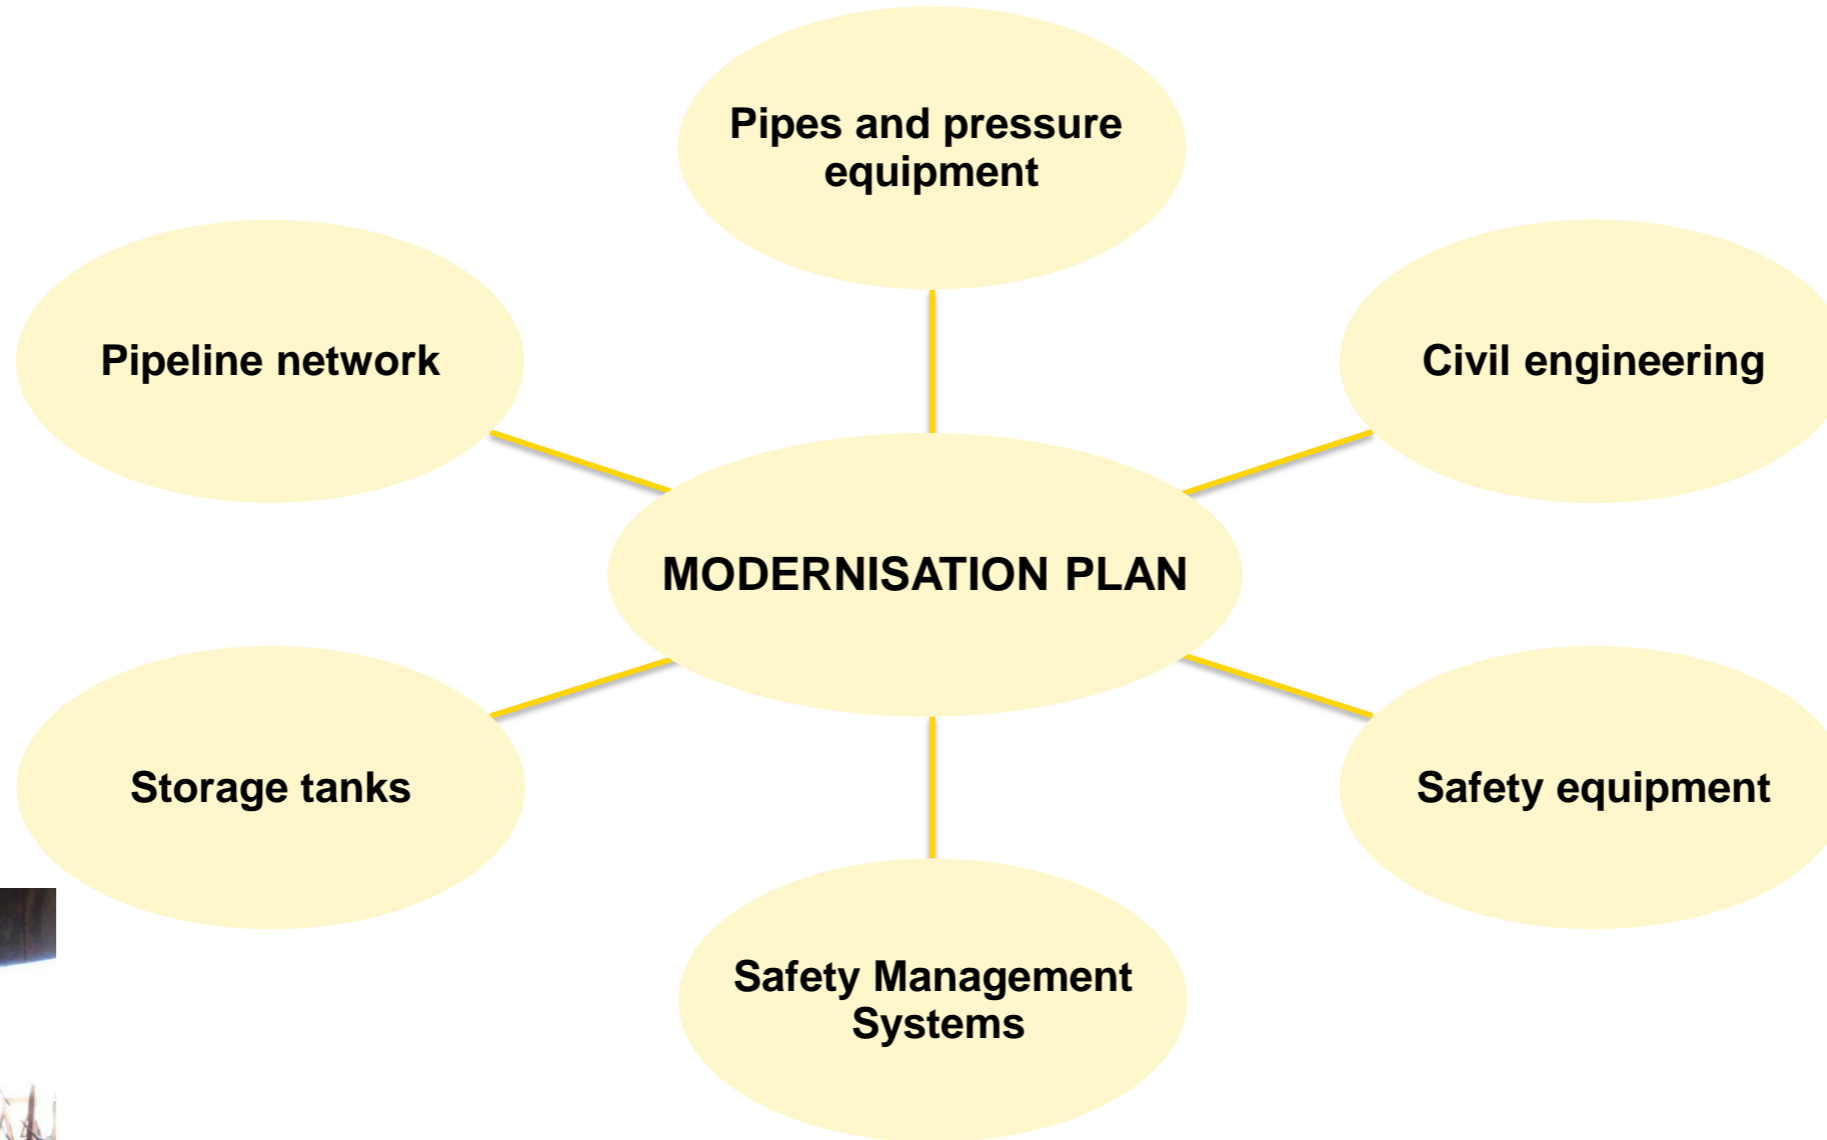 Pipes and pressure
equipment
Pipeline network
Civil engineering
MODERNISATION PLAN
Storage tanks
Safety equipment
Safety Management
Systems